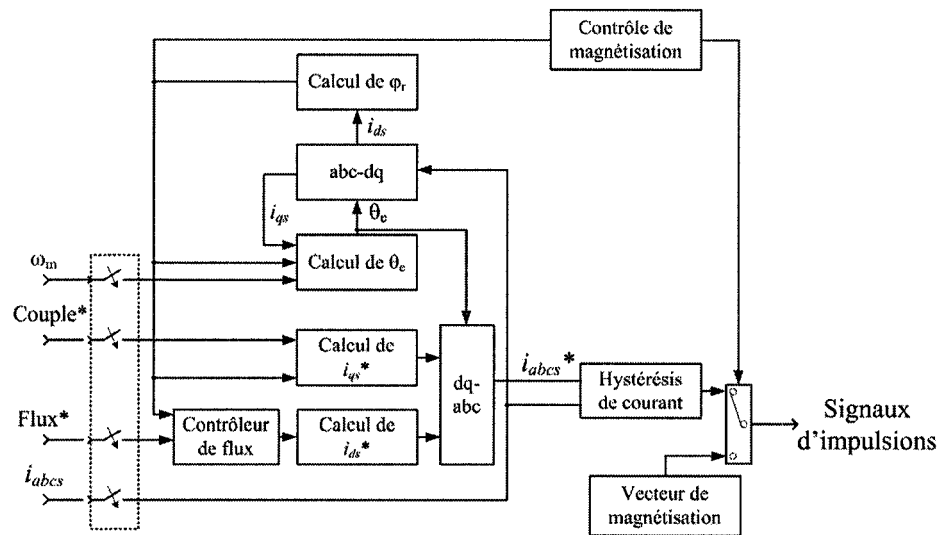 Contrôle de
magnétisation
Calcul de φr
ids
abc-dq
iqs
θe
Calcul de θe
ωm
Couple*
Calcul de
iqs*
dq-
abc
iabcs*
Hystérésis
de courant
Flux*
Contrôleur
de flux
Calcul de
ids*
Signaux
d'impulsions
iabcs
Vecteur de
magnétisation